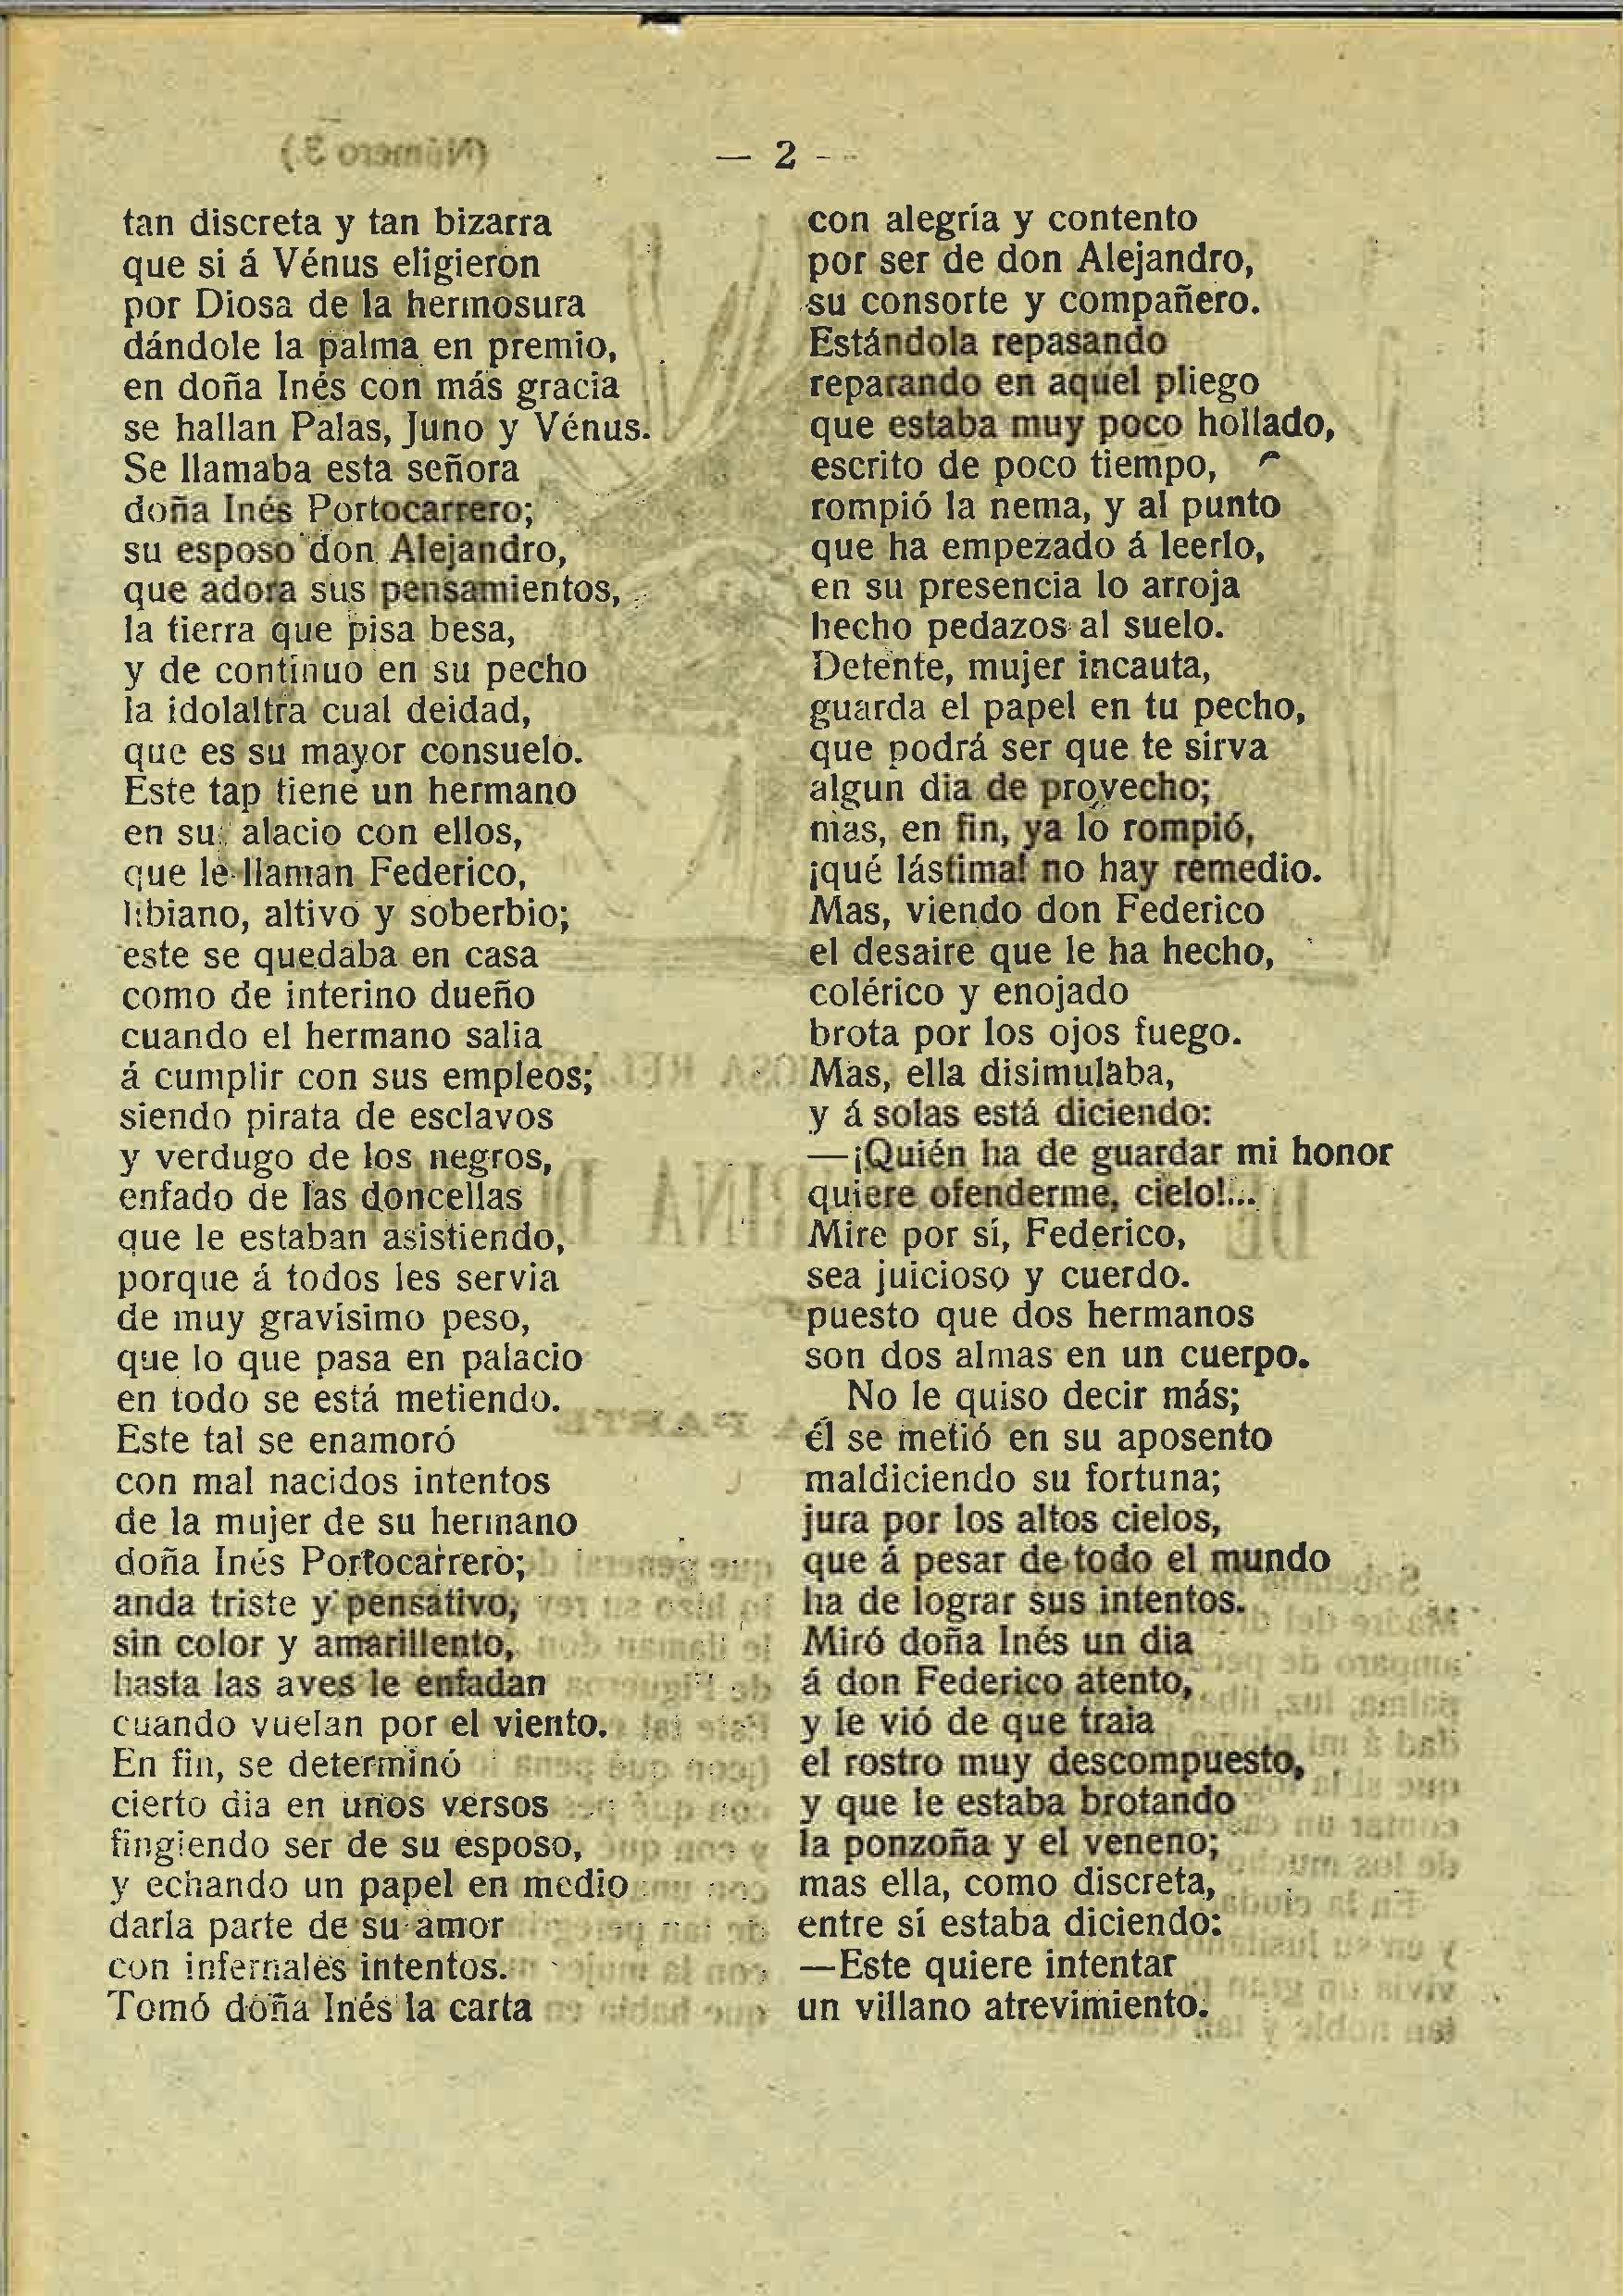 — 2 --
tan discreta y tan bizarra
que si á Vénus eligieron
por Diosa de la hermosura
dándole la palma en premio,
en doña Inés con más gracia
se hallan Palas, Juno y Vénus.
Se llamaba esta señora
doña Inés Portocarrero;
su esposo don Alejandro,
que adora sus pensamientos,
la tierra que pisa besa,
y de contínuo en su pecho
la idolaltra cual deidad,
que es su mayor consuelo.
Este tap tiene un hermano
en su alacio con ellos,
que le llaman Federico,
libiano, altivo y soberbio;
este se quedaba en casa
como de interino dueño
cuando el hermano salia
á cumplir con sus empleos;
siendo pirata de esclavos
y verdugo de los negros,
enfado de las doncellas
que le estaban asistiendo,
porque á todos les servia
de muy gravísimo peso,
que lo que pasa en palacio
en todo se está metiendo.
Este tal se enamoró
con mal nacidos intentos
de la mujer de su hermano
doña Inés Portocarrero;
anda triste y pensativo,
sin color y amarillento,
hasta las aves le enfadan
cuando vuelan por el viento.
En fin, se determinó
cierto dia en unos versos
fingiendo ser de su esposo,
y echando un papel en medio
darla parte de su amor
con infernales intentos.
Tomó doña Inés la carta
con alegría y contento
por ser de don Alejandro,
su consorte y compañero.
Estándola repasando
reparando en aquel pliego
que estaba muy poco hollado,
escrito de poco tiempo,
rompió la nema, y al punto
que ha empezado á leerlo,
en su presencia lo arroja
hecho pedazos al suelo.
Detente, mujer incauta,
guarda el papel en tu pecho,
que podrá ser que te sirva
algun dia de provecho;
mas, en fin, ya lo rompió,
¡qué lástima! no hay remedio.
Mas, viendo don Federico
el desaire que le ha hecho,
colérico y enojado
brota por los ojos fuego.
Mas, ella disimulaba,
y á solas está diciendo:
—¡Quién ha de guardar mi honor
quiere ofenderme, cielo!...
Mire por sí, Federico,
sea juicioso y cuerdo.
puesto que dos hermanos
son dos almas en un cuerpo.
No le quiso decir más;
él se metió en su aposento
maldiciendo su fortuna;
jura por los altos cielos,
que á pesar de todo el mundo
ha de lograr sus intentos.
Miró doña Inés un dia
á don Federico atento,
y le vió de que traia
el rostro muy descompuesto,
y que le estaba brotando
la ponzoña y el veneno;
mas ella, como discreta,
entre sí estaba diciendo:
—Este quiere intentar
un villano atrevimiento.